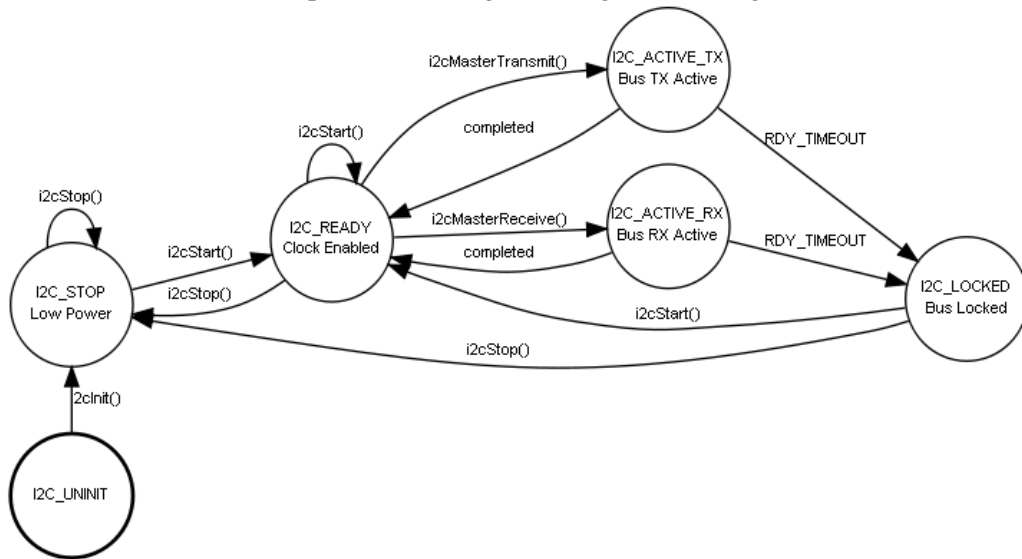 I2C_ACTIVE_TX
Bus TX Active
i2cMasterTransmit()
completed
RDY_TIMEOUT
i2cStart()
i2cStop()
I2C_READY
Clock Enabled
i2cMasterReceive()
I2C_ACTIVE_RX
Bus RX Active
RDY_TIMEOUT
i2cStart()
completed
I2C_STOP
Low Power
i2cStop()
I2C_LOCKED
Bus Locked
i2cStart()
i2cStop()
2cInit()
I2C_UNINIT